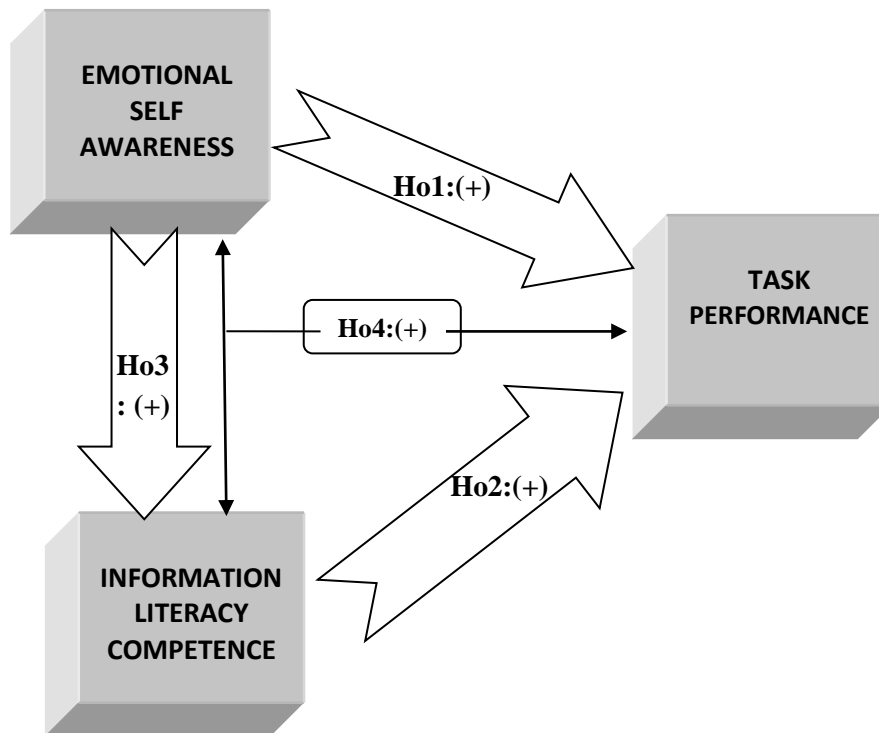 EMOTIONAL
SELF
AWARENESS
Ho1:(+)
TASK
PERFORMANCE
Ho4:(+)
Ho3
: (+)
Ho2:(+)
INFORMATION
LITERACY
COMPETENCE